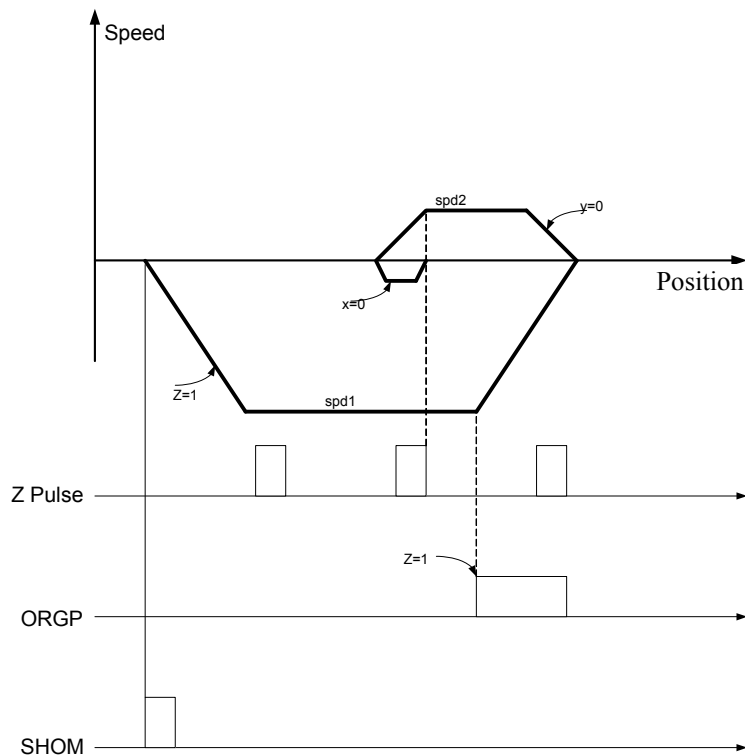 Speed
spd2
y=0
Position
x=0
Z=1
spd1
Z Pulse
Z=1
ORGP
SHOM